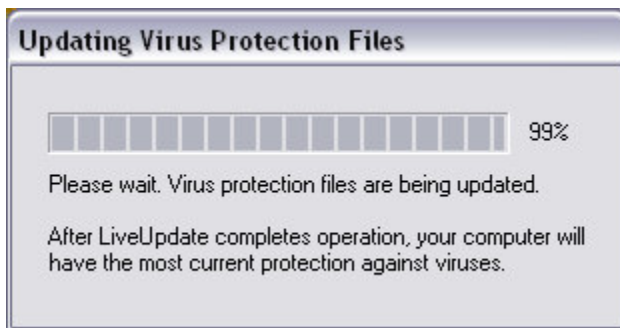 Updating Virus Protection Files
99%
Please wait. Virus protection files are being updated.
After LiveUpdate completes operation, your computer will
have the most current protection against viruses.